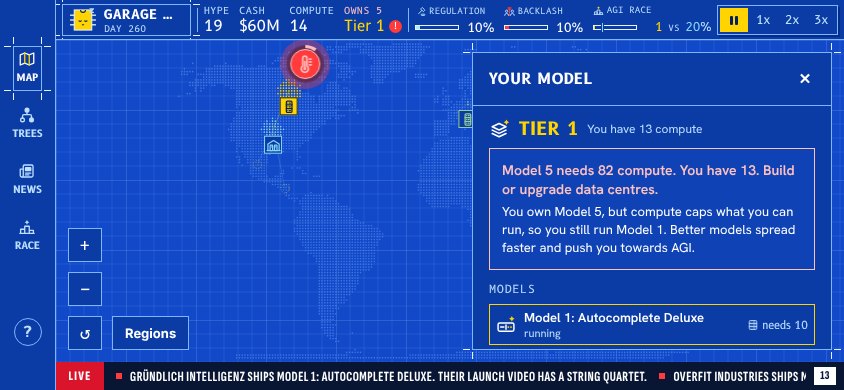 GARAGE ...
DAY 260
HYPE
19
CASH
$60M
COMPUTE
14
OWNS 5
Tier 1 !
REGULATION
10%
BACKLASH
10%
AGI RACE
1 VS 20%
1x 2x 3x
MAP
TREES
NEWS
RACE
?
+
−
↺
Regions
YOUR MODEL ×
TIER 1 You have 13 compute
Model 5 needs 82 compute. You have 13. Build
or upgrade data centres.
You own Model 5, but compute caps what you can
run, so you still run Model 1. Better models spread
faster and push you towards AGI.
MODELS
Model 1: Autocomplete Deluxe
running
needs 10
LIVE
GRÜNDLICH INTELLIGENZ SHIPS MODEL 1: AUTOCOMPLETE DELUXE. THEIR LAUNCH VIDEO HAS A STRING QUARTET. OVERFIT INDUSTRIES SHIPS
13